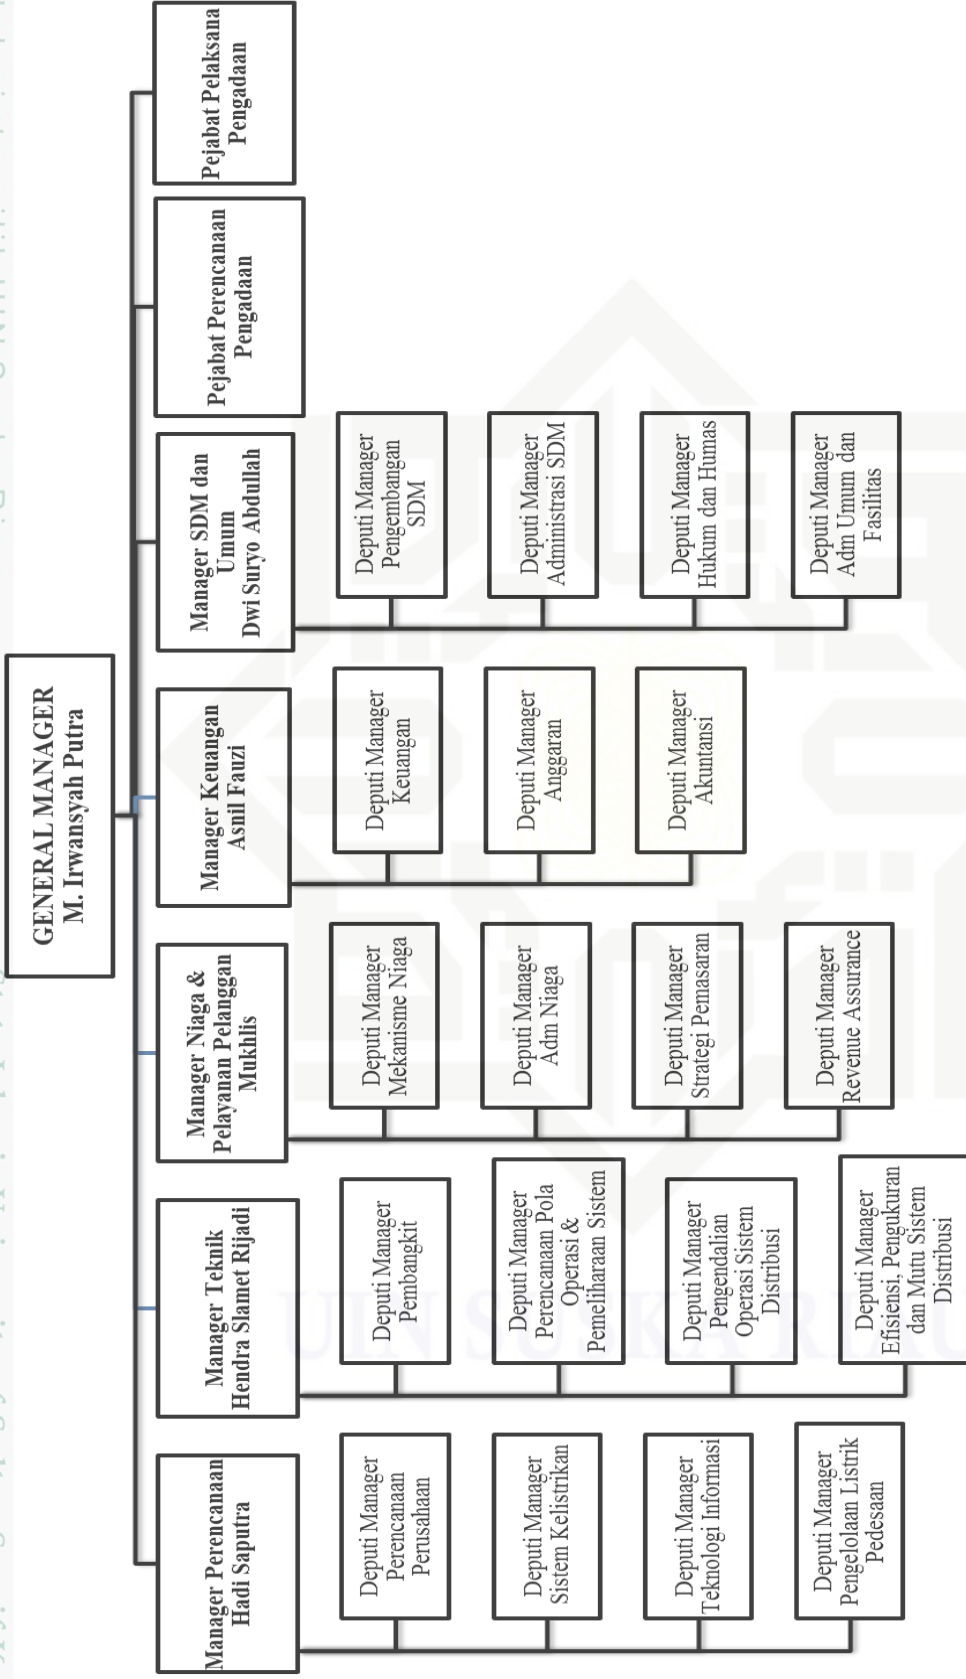 GENERAL MANAGER
M. Irwansyah Putra
Manager Perencanaan
Hadi Saputra
Deputi Manager
Perencanaan
Perusahaan
Deputi Manager
Sistem Kelistrikan
Deputi Manager
Teknologi Informasi
Deputi Manager
Pengelolaan Listrik
Pedesaan
Manager Teknik
Hendra Slamet Rijadi
Deputi Manager
Pembangkit
Deputi Manager
Perencanaan Pola
Operasi &
Pemeliharaan Sistem
Deputi Manager
Pengendalian
Operasi Sistem
Distribusi
Deputi Manager
Efisiensi, Pengukuran
dan Mutu Sistem
Distribusi
Manager Niaga &
Pelayanan Pelanggan
Mukhlis
Deputi Manager
Mekanisme Niaga
Deputi Manager
Adm Niaga
Deputi Manager
Strategi Pemasaran
Deputi Manager
Revenue Assurance
Manager Keuangan
Asnil Fauzi
Deputi Manager
Keuangan
Deputi Manager
Anggaran
Deputi Manager
Akuntansi
Manager SDM dan
Umum
Dwi Suryo Abdullah
Deputi Manager
Pengembangan
SDM
Deputi Manager
Administrasi SDM
Deputi Manager
Hukum dan Humas
Deputi Manager
Adm Umum dan
Fasilitas
Pejabat Perencanaan
Pengadaan
Pejabat Pelaksana
Pengadaan
UIN SUSKA RIAU